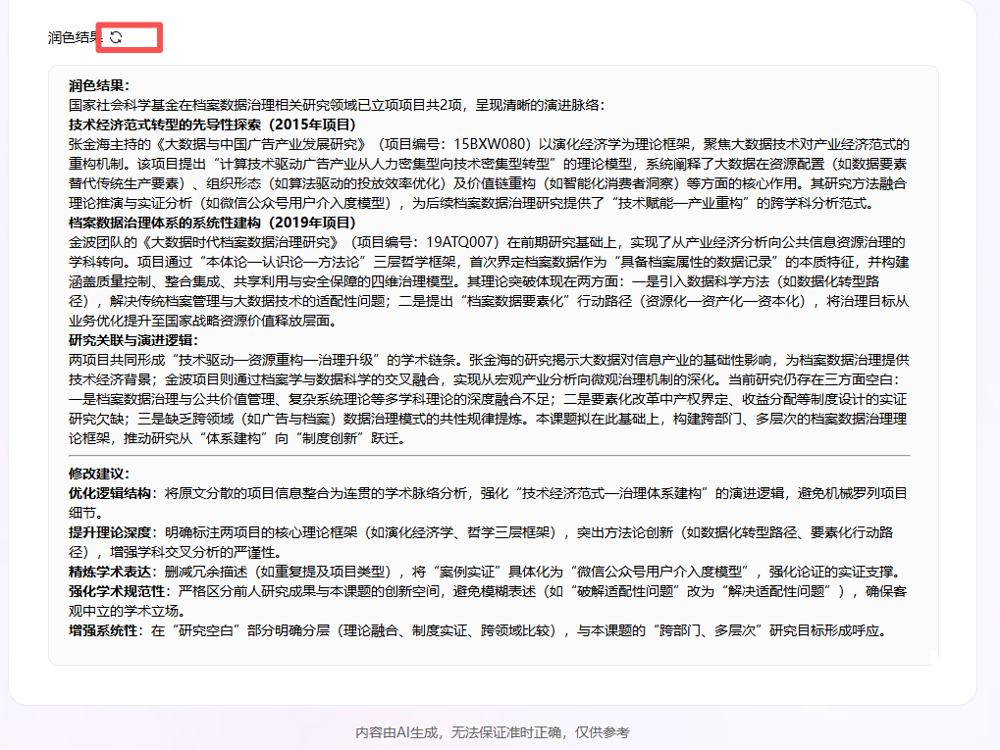 润色结果
润色结果：
国家社会科学基金在档案数据治理相关研究领域已立项项目共2项，呈现清晰的演进脉络：
技术经济范式转型的先导性探索（2015年项目）
张金海主持的《大数据与中国广告产业发展研究》（项目编号：15BXW080）以演化经济学为理论框架，聚焦大数据技术对产业经济范式的
重构机制。该项目提出“计算技术驱动广告产业从人力密集型向技术密集型转型”的理论模型，系统阐释了大数据在资源配置（如数据要素
替代传统生产要素）、组织形态（如算法驱动的投放效率优化）及价值链重构（如智能化消费者洞察）等方面的核心作用。其研究方法融合
理论推演与实证分析（如微信公众号用户介入度模型），为后续档案数据治理研究提供了“技术赋能—产业重构”的跨学科分析范式。
档案数据治理体系的系统性建构（2019年项目）
金波团队的《大数据时代档案数据治理研究》（项目编号：19ATQ007）在前期研究基础上，实现了从产业经济分析向公共信息资源治理的
学科转向。项目通过“本体论—认识论—方法论”三层哲学框架，首次界定档案数据作为“具备档案属性的数据记录”的本质特征，并构建
涵盖质量控制、整合集成、共享利用与安全保障的四维治理模型。其理论突破体现在两方面：一是引入数据科学方法（如数据化转型路
径），解决传统档案管理与大数据技术的适配性问题；二是提出“档案数据要素化”行动路径（资源化—资产化—资本化），将治理目标从
业务优化提升至国家战略资源价值释放层面。
研究关联与演进逻辑：
两项目共同形成“技术驱动—资源重构—治理升级”的学术链条。张金海的研究揭示大数据对信息产业的基础性影响，为档案数据治理提供
技术经济背景；金波项目则通过档案学与数据科学的交叉融合，实现从宏观产业分析向微观治理机制的深化。当前研究仍存在三方面空白：
一是档案数据治理与公共价值管理、复杂系统理论等多学科理论的深度融合不足；二是要素化改革中产权界定、收益分配等制度设计的实证
研究欠缺；三是缺乏跨领域（如广告与档案）数据治理模式的共性规律提炼。本课题拟在此基础上，构建跨部门、多层次的档案数据治理理
论框架，推动研究从“体系建构”向“制度创新”跃迁。
修改建议：
优化逻辑结构：将原文分散的项目信息整合为连贯的学术脉络分析，强化“技术经济范式—治理体系建构”的演进逻辑，避免机械罗列项目
细节。
提升理论深度：明确标注两项目的核心理论框架（如演化经济学、哲学三层框架），突出方法论创新（如数据化转型路径、要素化行动路
径），增强学科交叉分析的严谨性。
精炼学术表达：删减冗余描述（如重复提及项目类型），将“案例实证”具体化为“微信公众号用户介入度模型”，强化论证的实证支撑。
强化学术规范性：严格区分前人研究成果与本课题的创新空间，避免模糊表述（如“破解适配性问题”改为“解决适配性问题”），确保客
观中立的学术立场。
增强系统性：在“研究空白”部分明确分层（理论融合、制度实证、跨领域比较），与本课题的“跨部门、多层次”研究目标形成呼应。
内容由AI生成，无法保证准时正确，仅供参考